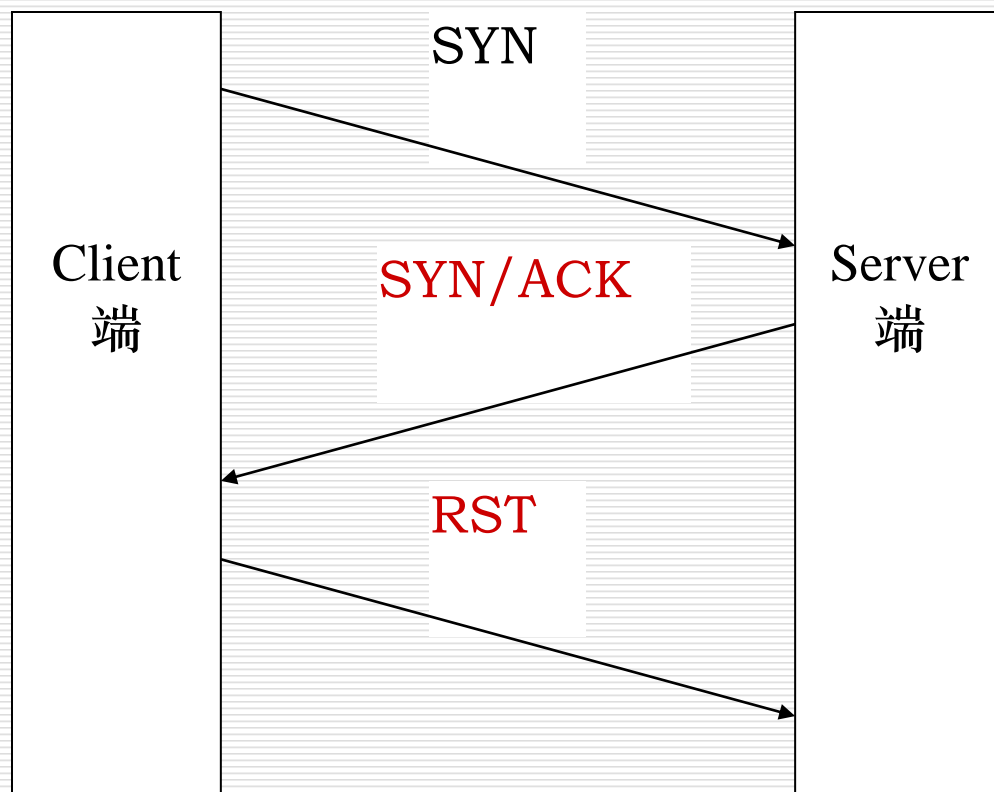 SYN
Client
端
SYN/ACK
Server
端
RST